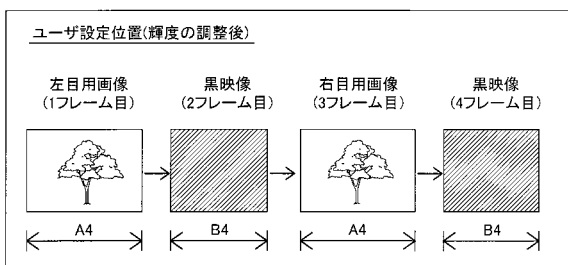 ユーザ設定位置(輝度の調整後)
左目用画像
(1フレーム目)
黒映像
(2フレーム目)
右目用画像
(3フレーム目)
黒映像
(4フレーム目)
A4
B4
A4
B4